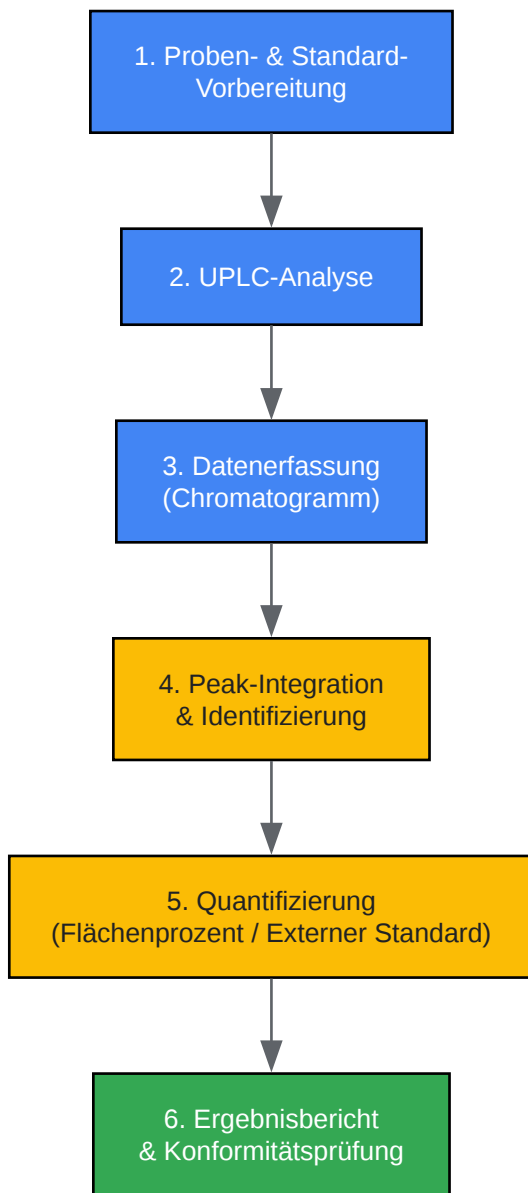 1. Proben- & Standard-
Vorbereitung
2. UPLC-Analyse
3. Datenerfassung
(Chromatogramm)
4. Peak-Integration
& Identifizierung
5. Quantifizierung
(Flächenprozent / Externer Standard)
6. Ergebnisbericht
& Konformitätsprüfung